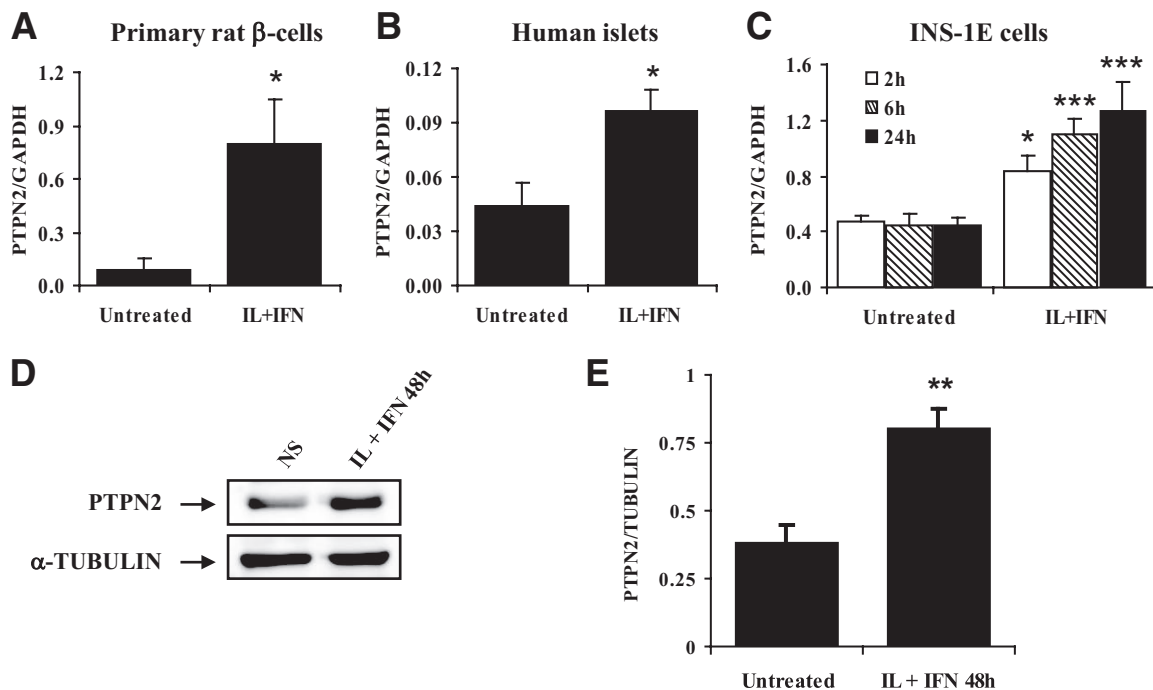 A
Primary rat β-cells
PTPN2/GAPDH
1.2
0.9
0.6
0.3
0.0
*
Untreated
IL+IFN
B
Human islets
PTPN2/GAPDH
0.12
0.09
0.06
0.03
0.00
*
Untreated
IL+IFN
C
INS-1E cells
PTPN2/GAPDH
1.6
1.2
0.8
0.4
0.0
2h
6h
24h
*
***
***
Untreated
IL+IFN
D
NS
IL + IFN 48h
PTPN2
α-TUBULIN
E
PTPN2/TUBULIN
1
0.75
0.5
0.25
0
**
Untreated
IL + IFN 48h